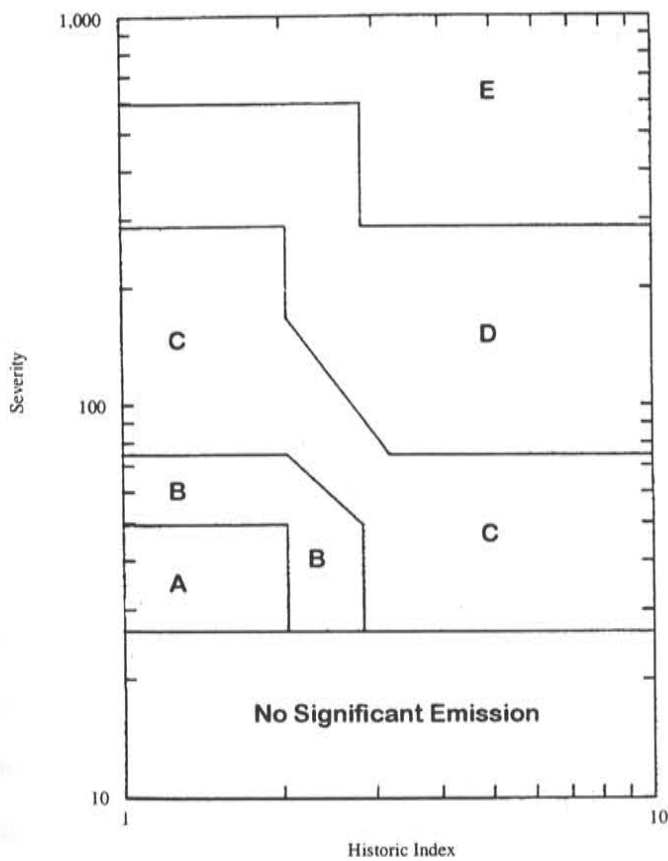 1,000
E
C
D
Severity
100
B
C
B
A
No Significant Emission
10
1
10
Historic Index